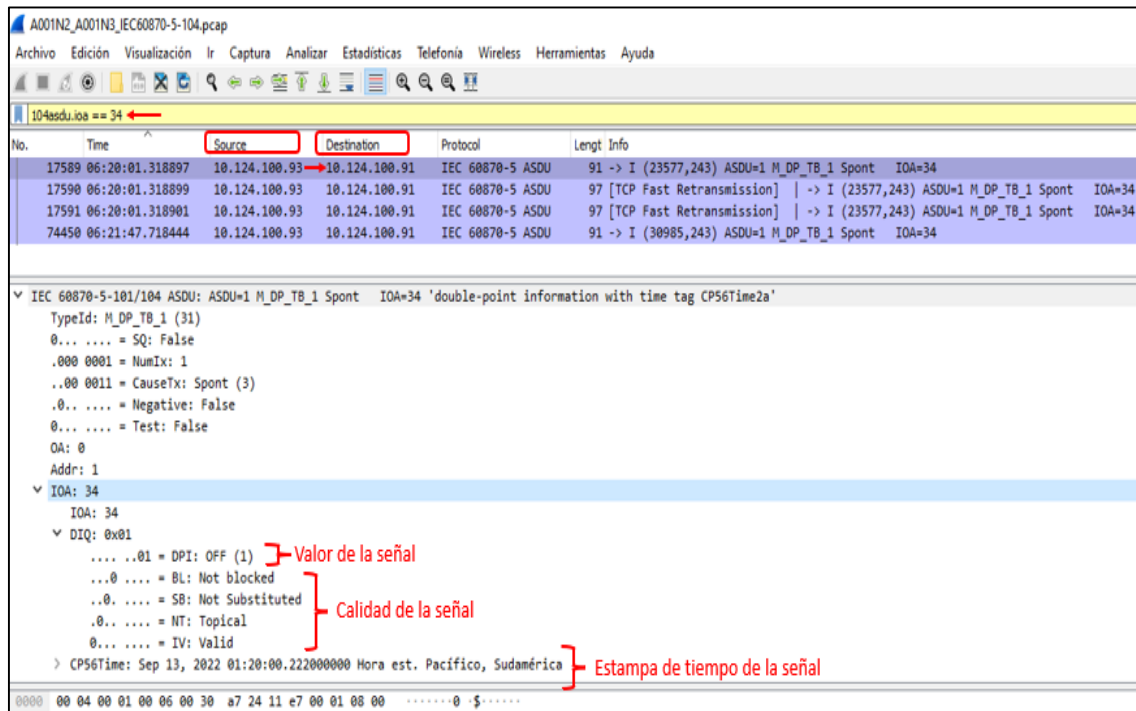 A001N2_A001N3_IEC60870-5-104.pcap
Archivo Edición Visualización Ir Captura Analizar Estadísticas Telefonía Wireless Herramientas Ayuda
104asdu.ioa == 34
No. Time Source Destination Protocol Lengt Info
17589 06:20:01.318897 10.124.100.93 10.124.100.91 IEC 60870-5 ASDU 91 -> I (23577,243) ASDU=1 M_DP_TB_1 Spont IOA=34
17590 06:20:01.318899 10.124.100.93 10.124.100.91 IEC 60870-5 ASDU 97 [TCP Fast Retransmission] | -> I (23577,243) ASDU=1 M_DP_TB_1 Spont IOA=34
17591 06:20:01.318901 10.124.100.93 10.124.100.91 IEC 60870-5 ASDU 97 [TCP Fast Retransmission] | -> I (23577,243) ASDU=1 M_DP_TB_1 Spont IOA=34
74450 06:21:47.718444 10.124.100.93 10.124.100.91 IEC 60870-5 ASDU 91 -> I (30985,243) ASDU=1 M_DP_TB_1 Spont IOA=34
IEC 60870-5-101/104 ASDU: ASDU=1 M_DP_TB_1 Spont IOA=34 'double-point information with time tag CP56Time2a'
TypeId: M_DP_TB_1 (31)
0... .... = SQ: False
.000 0001 = NumIx: 1
..00 0011 = CauseTx: Spont (3)
.0.. .... = Negative: False
0... .... = Test: False
OA: 0
Addr: 1
IOA: 34
IOA: 34
DIQ: 0x01
.... ..01 = DPI: OFF (1) Valor de la señal
...0 .... = BL: Not blocked
..0. .... = SB: Not Substituted
Calidad de la señal
.0.. .... = NT: Topical
0... .... = IV: Valid
CP56Time: Sep 13, 2022 01:20:00.222000000 Hora est. Pacífico, Sudamérica Estampa de tiempo de la señal
0000 00 04 00 01 00 06 00 30 a7 24 11 e7 00 01 08 00 ·······0 ·$······